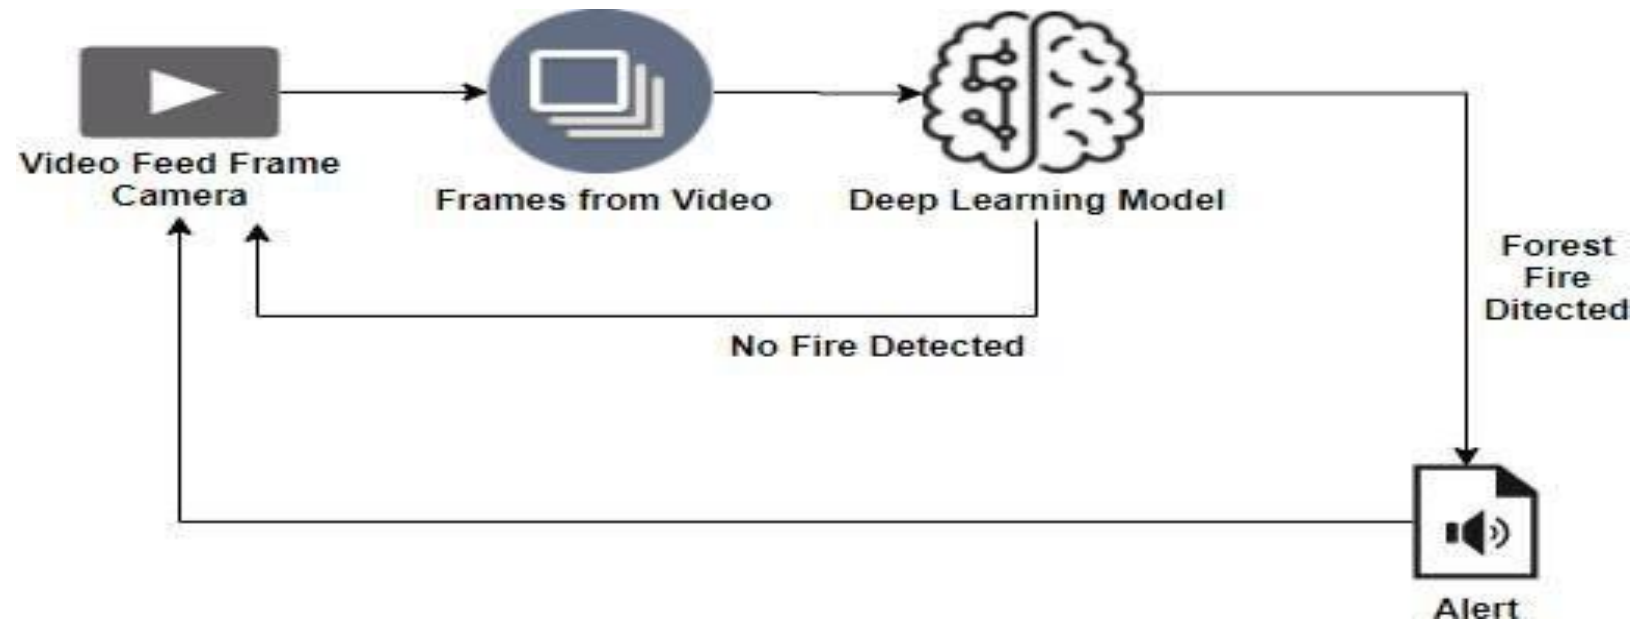 Video Feed Frame
Camera
Frames from Video
Deep Learning Model
Forest
Fire
Ditected
No Fire Detected
Alert